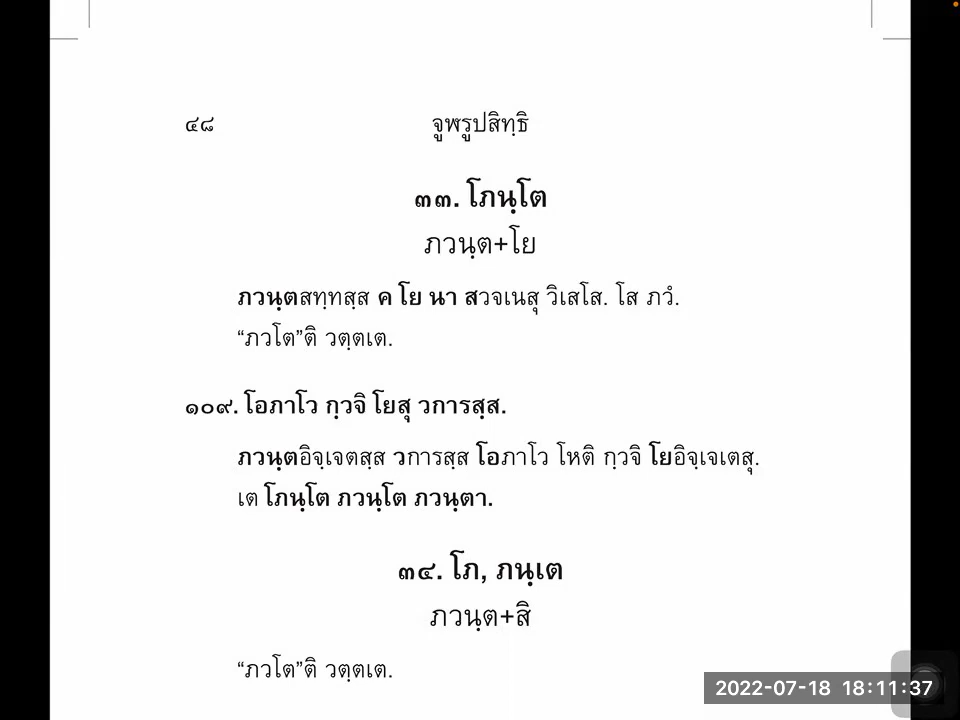 ๔๘ จูฬรูปสิทฺธิ
๓๓. โภนฺโต
ภวนฺต+โย
ภวนฺตสทฺทสฺส ค โย นา สวจเนสุ วิเสโส. โส ภวํ.
“ภวโต”ติ วตฺตเต.
๑๐๙. โอภาโว กฺวจิ โยสุ วการสฺส.
ภวนฺตอิจฺเจตสฺส วการสฺส โอภาโว โหติ กฺวจิ โยอิจฺเจเตสุ.
เต โภนฺโต ภวนฺโต ภวนฺตา.
๓๔. โภ, ภนฺเต
ภวนฺต+สิ
“ภวโต”ติ วตฺตเต.
2022-07-18 18:11:37